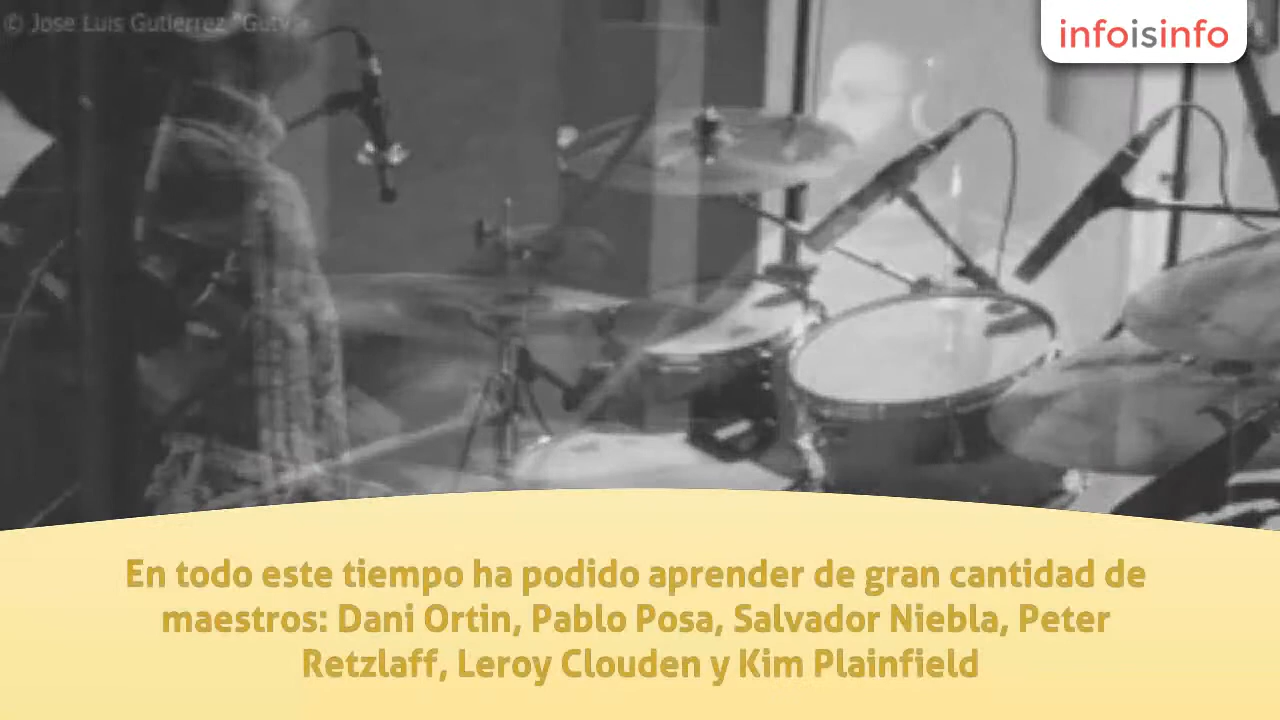 © Jose Luis Gutierrez "Guty"
infoisinfo
En todo este tiempo ha podido aprender de gran cantidad de
maestros: Dani Ortin, Pablo Posa, Salvador Niebla, Peter
Retzlaff, Leroy Clouden y Kim Plainfield